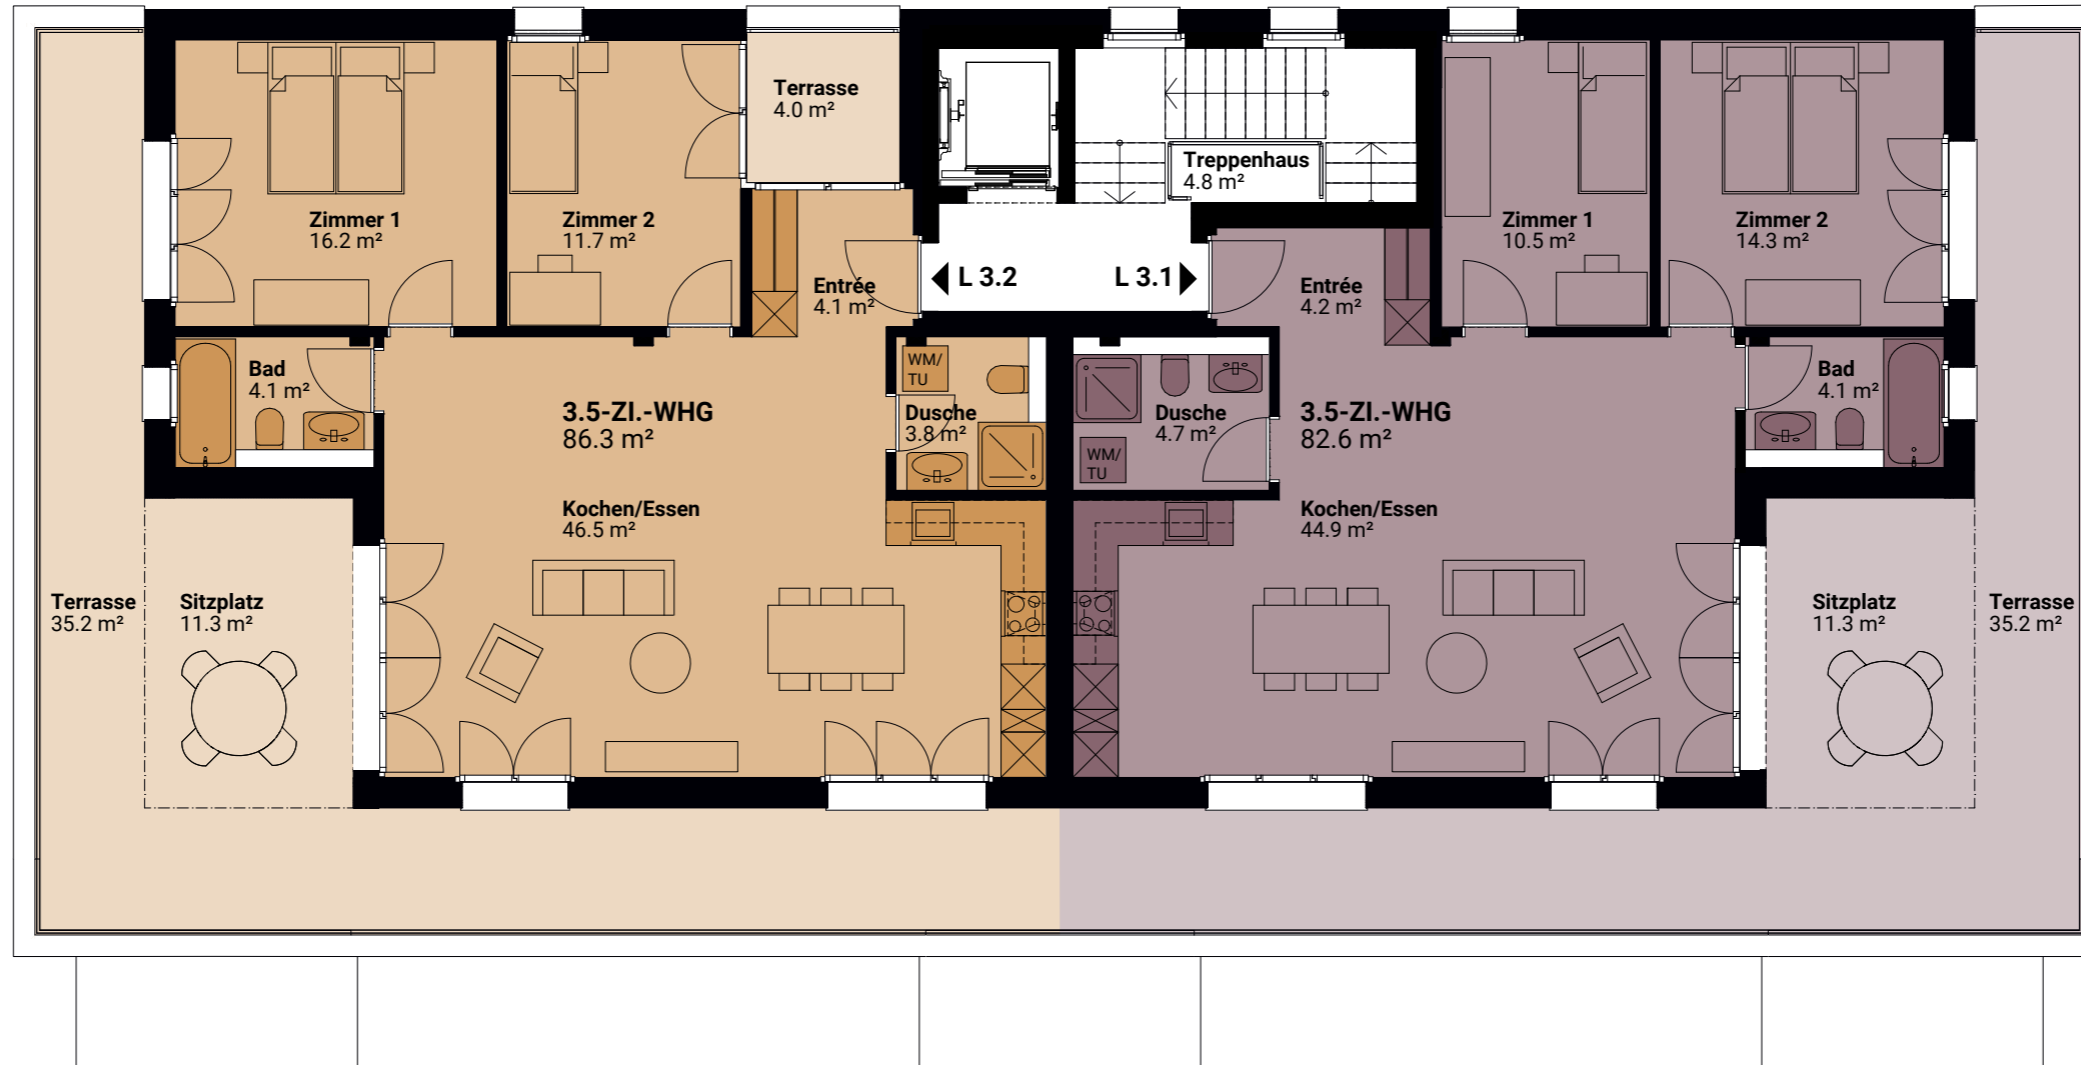 Terrasse
4.0 m²
Treppenhaus
4.8 m²
Zimmer 1
16.2 m²
Zimmer 2
11.7 m²
Zimmer 1
10.5 m²
Zimmer 2
14.3 m²
Entrée
4.1 m²
L 3.2
L 3.1
Entrée
4.2 m²
Bad
4.1 m²
WM/
TU
Bad
4.1 m²
3.5-ZI.-WHG
86.3 m²
Dusche
3.8 m²
Dusche
4.7 m²
3.5-ZI.-WHG
82.6 m²
WM/
TU
Kochen/Essen
46.5 m²
Kochen/Essen
44.9 m²
Terrasse
35.2 m²
Sitzplatz
11.3 m²
Sitzplatz
11.3 m²
Terrasse
35.2 m²